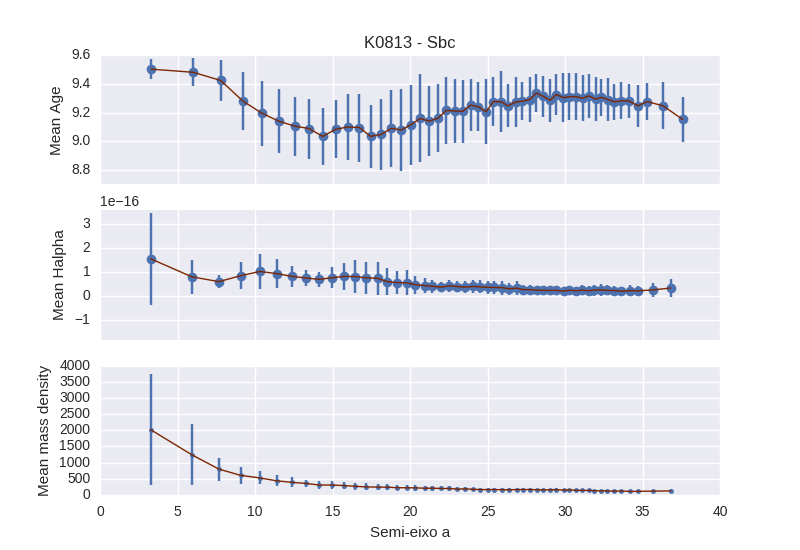 K0813 - Sbc
9.6
9.4
9.2
9.0
8.8
Mean Age
1e−16
3
2
1
0
−1
Mean Halpha
4000
3500
3000
2500
2000
1500
1000
500
0
Mean mass density
0 5 10 15 20 25 30 35 40
Semi-eixo a